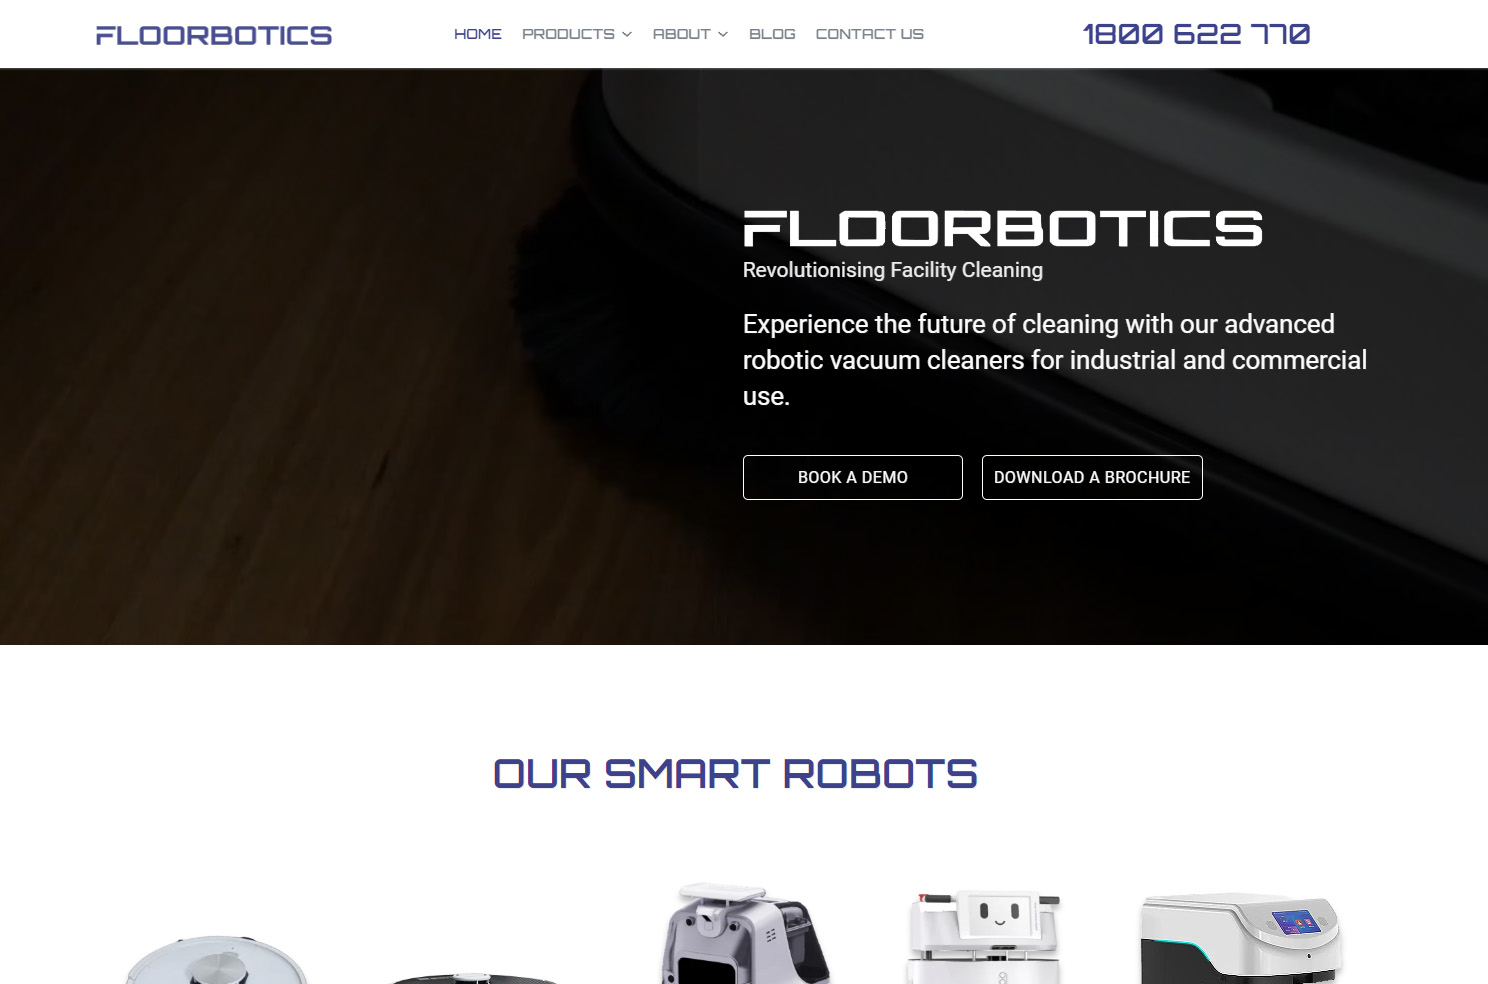 FLOORBOTICS
HOME PRODUCTS ABOUT BLOG CONTACT US
1800 622 770
FLOORBOTICS
Revolutionising Facility Cleaning
Experience the future of cleaning with our advanced
robotic vacuum cleaners for industrial and commercial
use.
BOOK A DEMO
DOWNLOAD A BROCHURE
OUR SMART ROBOTS